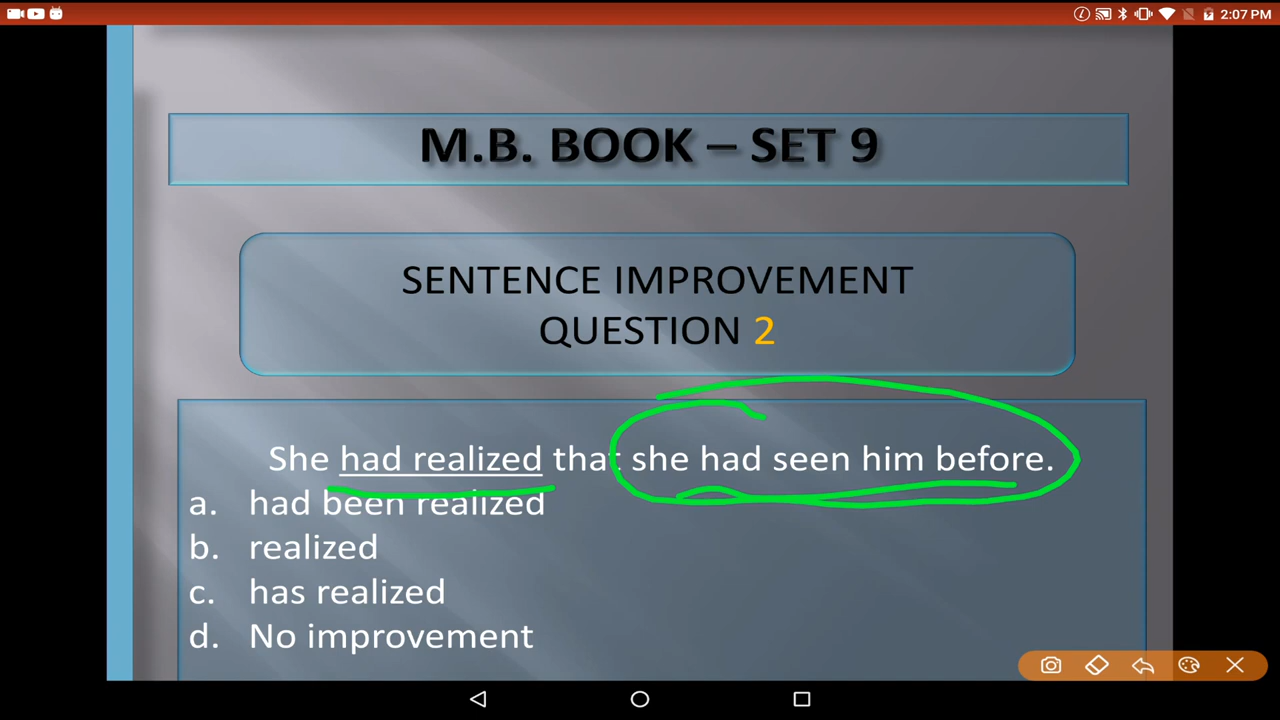 2:07 PM
M.B. BOOK – SET 9
SENTENCE IMPROVEMENT
QUESTION 2
She had realized that she had seen him before.
a. had been realized
b. realized
c. has realized
d. No improvement